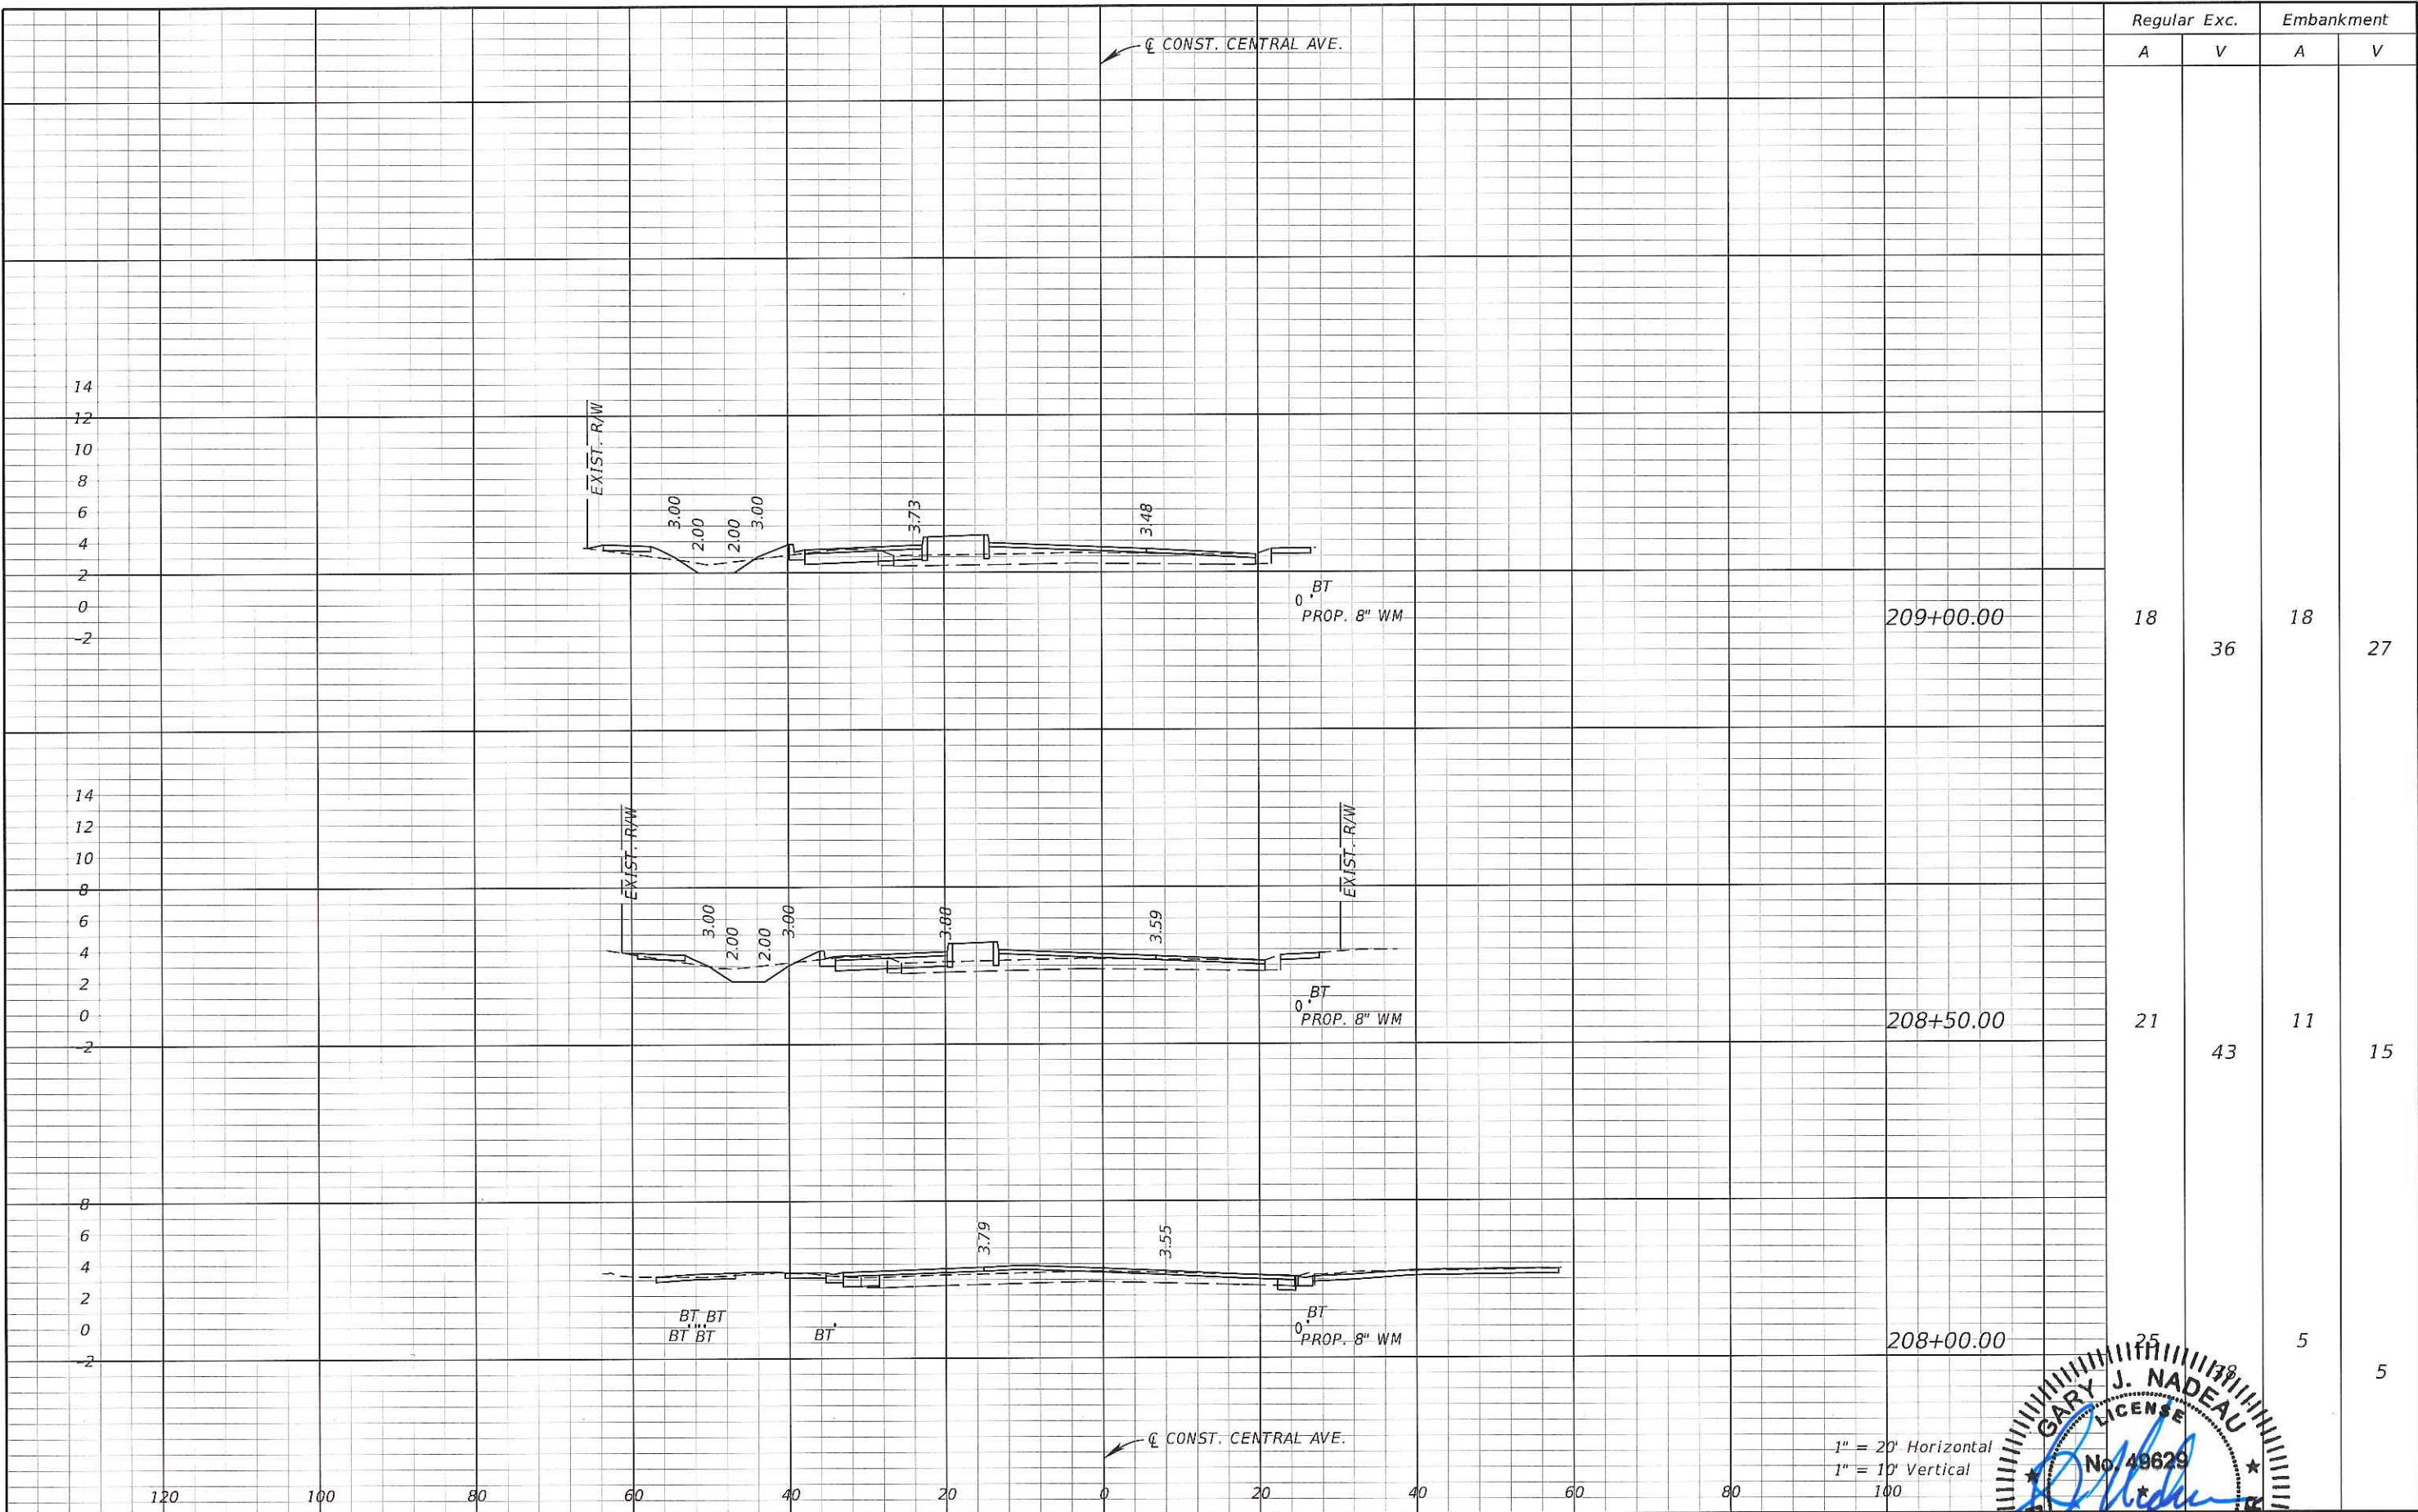 Regular Exc. Embankment
A V A V
℄ CONST. CENTRAL AVE.
14
12
10
8
6
4
2
0
-2
EXIST. R/W
3.00
2.00
2.00
3.00
3.73
3.48
BT
0
PROP. 8" WM
209+00.00
18 18
36 27
14
12
10
8
6
4
2
0
-2
EXIST. R/W
EXIST. R/W
3.00
2.00
2.00
3.00
3.88
3.59
BT
0
PROP. 8" WM
208+50.00
21 11
43 15
8
6
4
2
0
-2
3.79
3.55
BT BT
BT BT
BT
BT
0
PROP. 8" WM
208+00.00
25 5
5
℄ CONST. CENTRAL AVE.
1" = 20' Horizontal
1" = 10' Vertical
GARY J. NADEAU
LICENSE
No. 49629
120 100 80 60 40 20 0 20 40 60 80 100